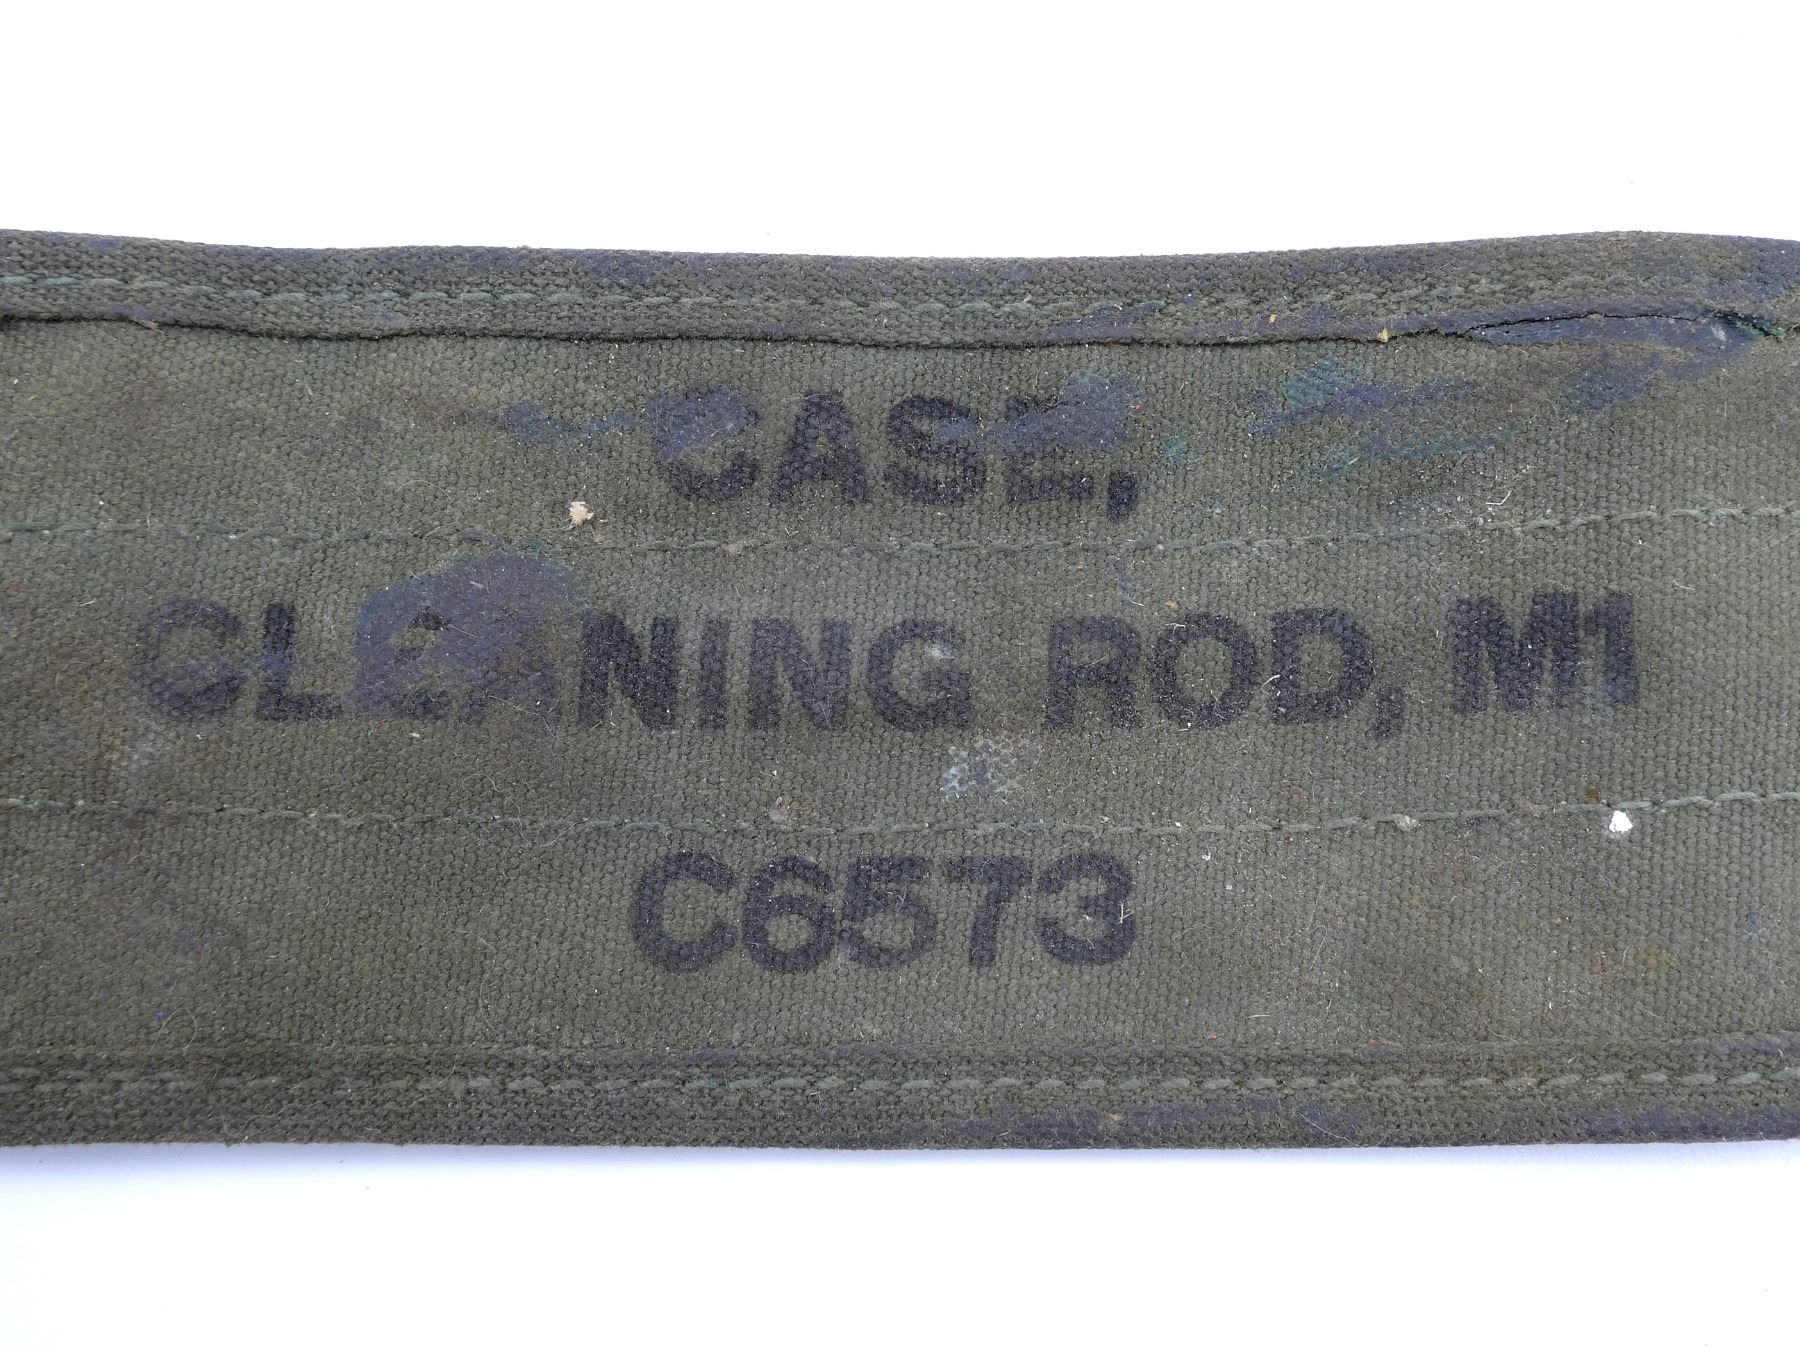 CASE,
CLEANING ROD, M1
C6573